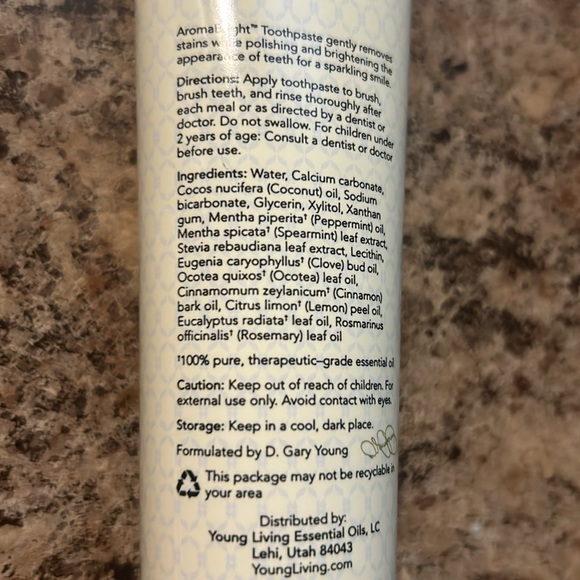 AromaBright™ Toothpaste gently removes
stains while polishing and brightening the
appearance of teeth for a sparkling smile.
Directions: Apply toothpaste to brush,
brush teeth, and rinse thoroughly after
each meal or as directed by a dentist or
doctor. Do not swallow. For children under
2 years of age: Consult a dentist or doctor
before use.
Ingredients: Water, Calcium carbonate,
Cocos nucifera (Coconut) oil, Sodium
bicarbonate, Glycerin, Xylitol, Xanthan
gum, Mentha piperita† (Peppermint) oil,
Mentha spicata† (Spearmint) leaf extract,
Stevia rebaudiana leaf extract, Lecithin,
Eugenia caryophyllus† (Clove) bud oil,
Ocotea quixos† (Ocotea) leaf oil,
Cinnamomum zeylanicum† (Cinnamon)
bark oil, Citrus limon† (Lemon) peel oil,
Eucalyptus radiata† leaf oil, Rosmarinus
officinalis† (Rosemary) leaf oil
†100% pure, therapeutic-grade essential oil
Caution: Keep out of reach of children. For
external use only. Avoid contact with eyes.
Storage: Keep in a cool, dark place.
Formulated by D. Gary Young
This package may not be recyclable in
your area
Distributed by:
Young Living Essential Oils, LC
Lehi, Utah 84043
YoungLiving.com